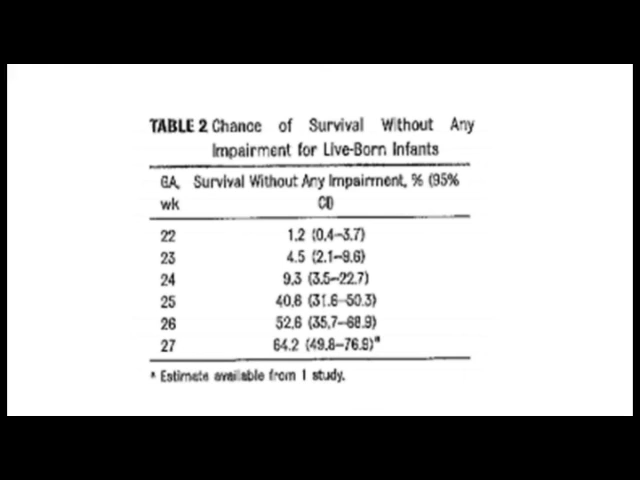 TABLE 2 Chance of Survival Without Any
Impairment for Live-Born Infants
GA, Survival Without Any Impairment, % (95%
wk CI)
22 1.2 (0.4–3.7)
23 4.5 (2.1–9.6)
24 9.3 (3.5–22.7)
25 40.6 (31.6–50.3)
26 52.6 (35.7–68.9)
27 64.2 (49.8–76.9)a
a Estimate available from 1 study.